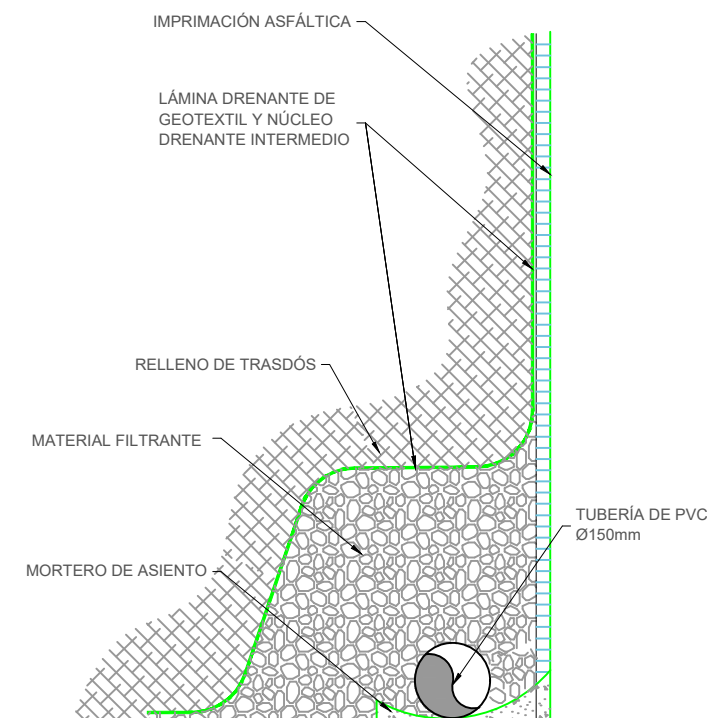 IMPRIMACIÓN ASFÁLTICA
LÁMINA DRENANTE DE
GEOTEXTIL Y NÚCLEO
DRENANTE INTERMEDIO
RELLENO DE TRASDÓS
MATERIAL FILTRANTE
TUBERÍA DE PVC
Ø150mm
MORTERO DE ASIENTO